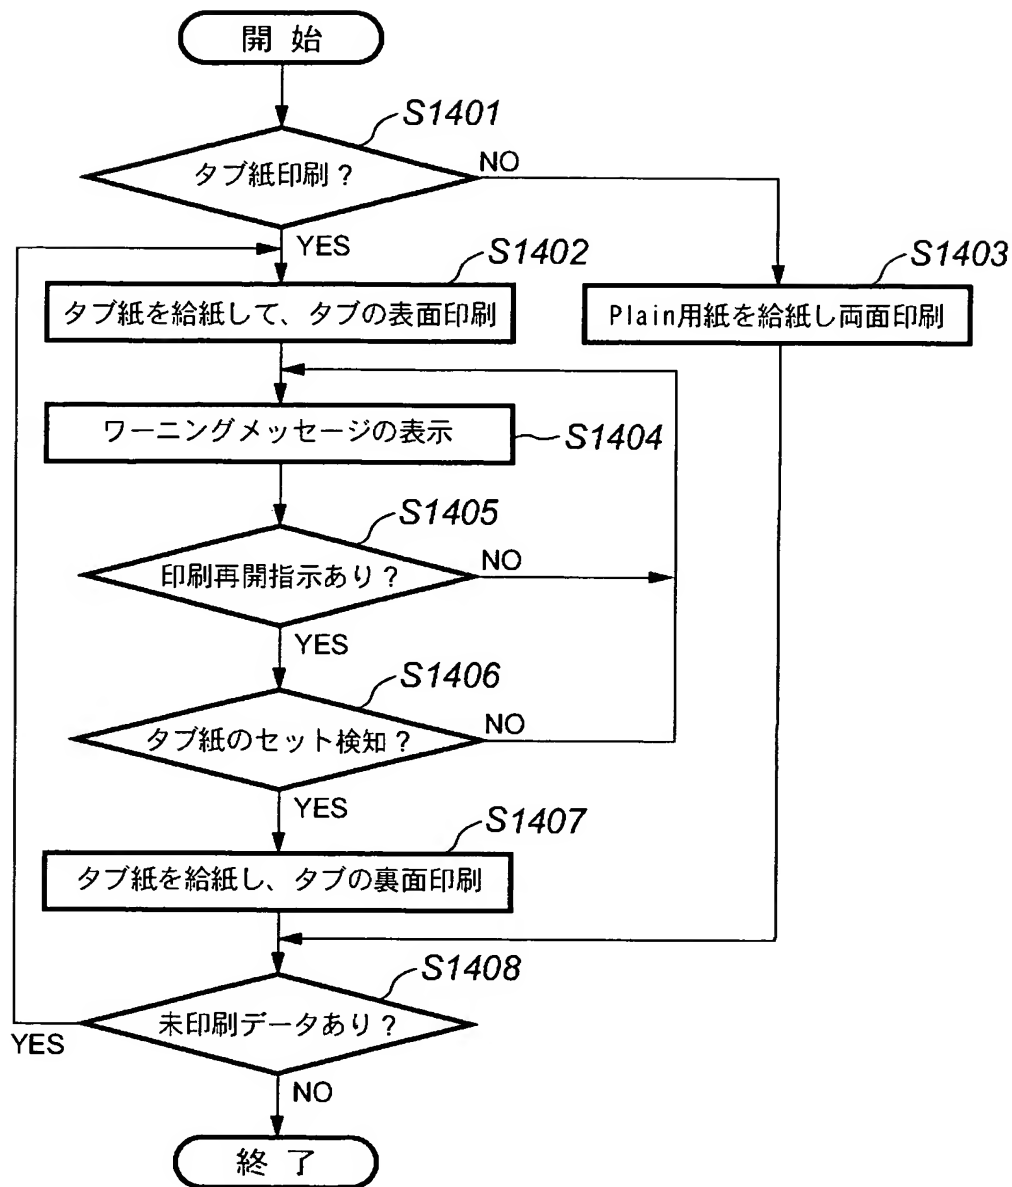 開始
S1401
タブ紙印刷？
NO
YES
S1402
S1403
タブ紙を給紙して、タブの表面印刷
Plain用紙を給紙し両面印刷
ワーニングメッセージの表示
S1404
S1405
印刷再開指示あり？
NO
YES
S1406
タブ紙のセット検知？
NO
YES
S1407
タブ紙を給紙し、タブの裏面印刷
S1408
未印刷データあり？
YES
NO
終了